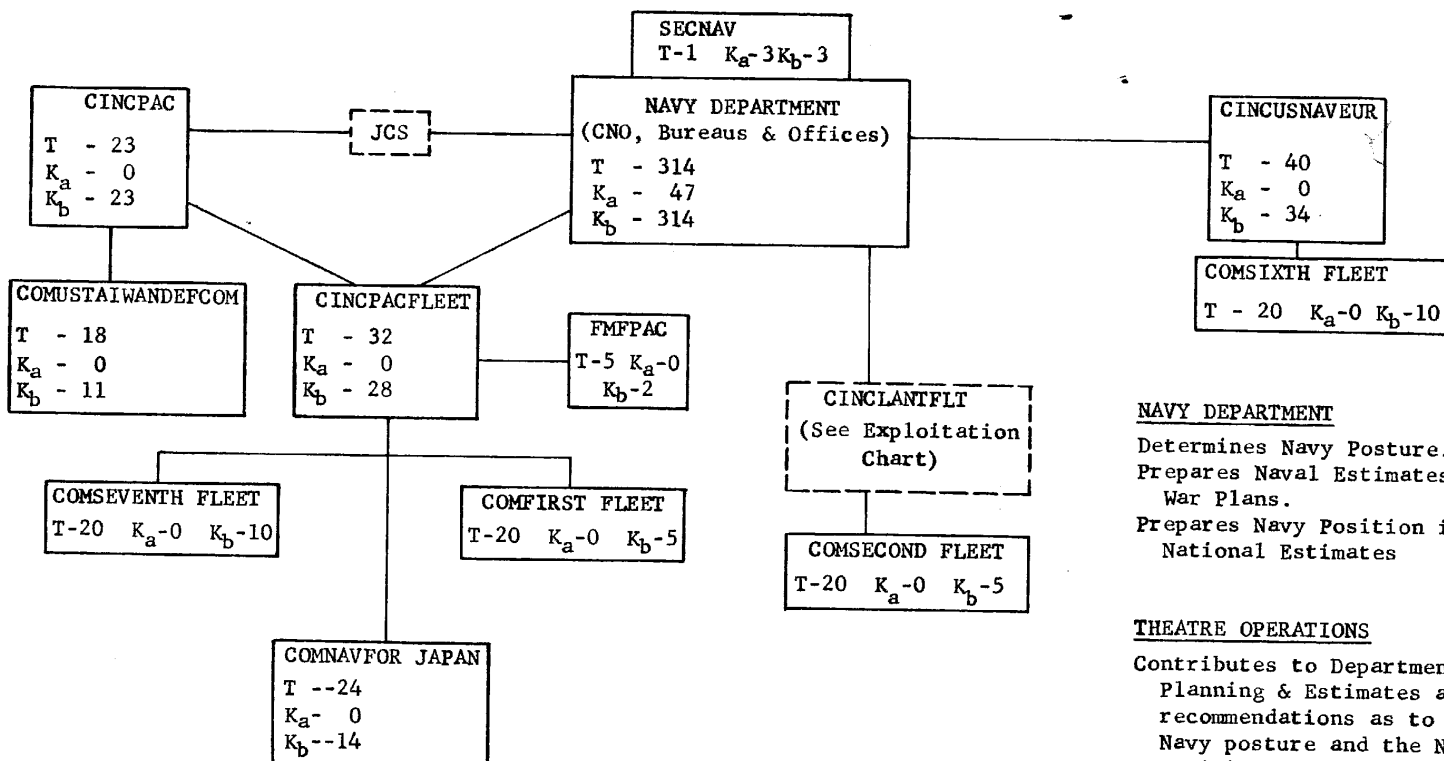 SECNAV
T-1 Ka-3 Kb-3
CINCPAC
T - 23
Ka - 0
Kb - 23
JCS
NAVY DEPARTMENT
(CNO, Bureaus & Offices)
T - 314
Ka - 47
Kb - 314
CINCUSNAVEUR
T - 40
Ka - 0
Kb - 34
COMSIXTH FLEET
T - 20 Ka-0 Kb-10
COMUSTAIWANDEFCOM
T - 18
Ka - 0
Kb - 11
CINCPACFLEET
T - 32
Ka - 0
Kb - 28
FMFPAC
T-5 Ka-0
Kb-2
CINCLANTFLT
(See Exploitation
Chart)
COMSEVENTH FLEET
T-20 Ka-0 Kb-10
COMFIRST FLEET
T-20 Ka-0 Kb-5
COMSECOND FLEET
T-20 Ka-0 Kb-5
COMNAVFOR JAPAN
T --24
Ka- 0
Kb--14
NAVY DEPARTMENT
Determines Navy Posture.
Prepares Naval Estimates
War Plans.
Prepares Navy Position i
National Estimates
THEATRE OPERATIONS
Contributes to Departmen
Planning & Estimates a
recommendations as to
Navy posture and the N